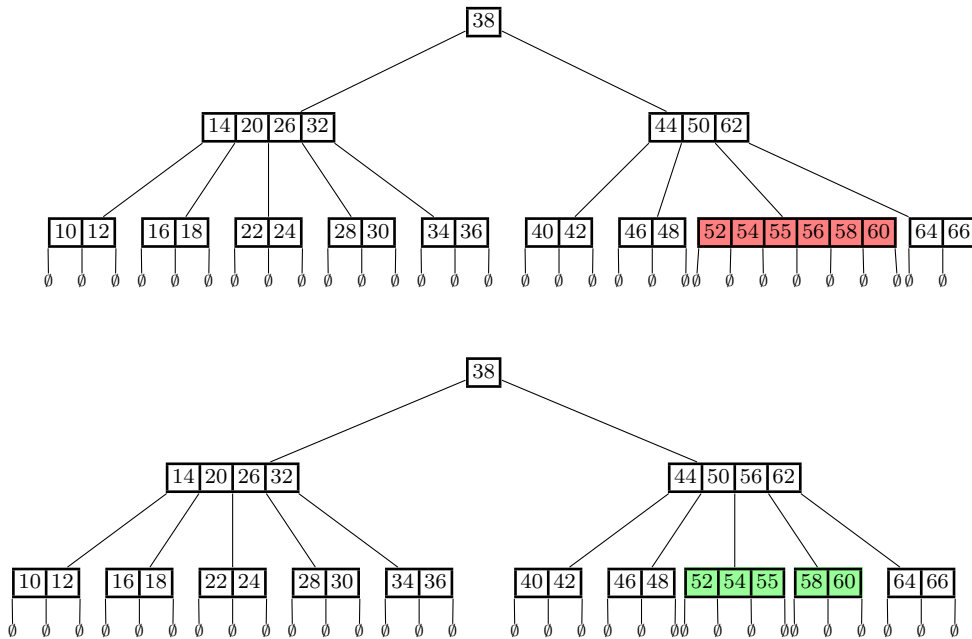 38
14 20 26 32 44 50 62
10 12 16 18 22 24 28 30 34 36 40 42 46 48 52 54 55 56 58 60 64 66
∅ ∅ ∅ ∅ ∅ ∅ ∅ ∅ ∅ ∅ ∅ ∅ ∅ ∅ ∅ ∅ ∅ ∅ ∅ ∅ ∅ ∅ ∅ ∅ ∅ ∅ ∅ ∅ ∅ ∅
38
14 20 26 32 44 50 56 62
10 12 16 18 22 24 28 30 34 36 40 42 46 48 52 54 55 58 60 64 66
∅ ∅ ∅ ∅ ∅ ∅ ∅ ∅ ∅ ∅ ∅ ∅ ∅ ∅ ∅ ∅ ∅ ∅ ∅ ∅ ∅ ∅ ∅ ∅ ∅ ∅ ∅ ∅ ∅ ∅ ∅